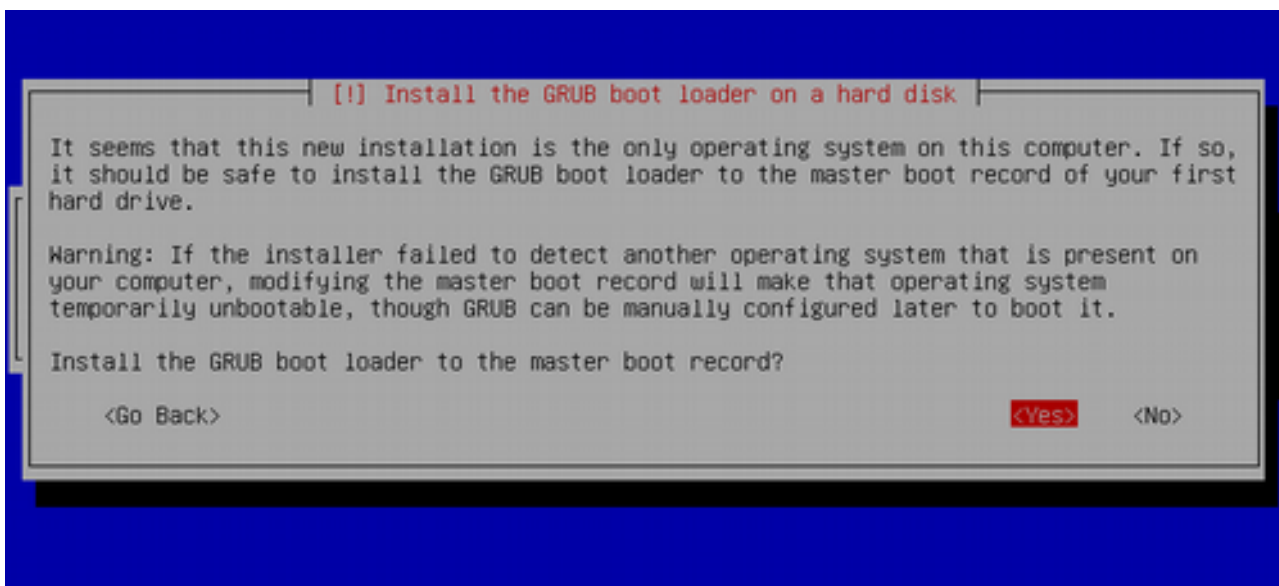 [!] Install the GRUB boot loader on a hard disk
It seems that this new installation is the only operating system on this computer. If so,
it should be safe to install the GRUB boot loader to the master boot record of your first
hard drive.
Warning: If the installer failed to detect another operating system that is present on
your computer, modifying the master boot record will make that operating system
temporarily unbootable, though GRUB can be manually configured later to boot it.
Install the GRUB boot loader to the master boot record?
<Go Back> <Yes> <No>